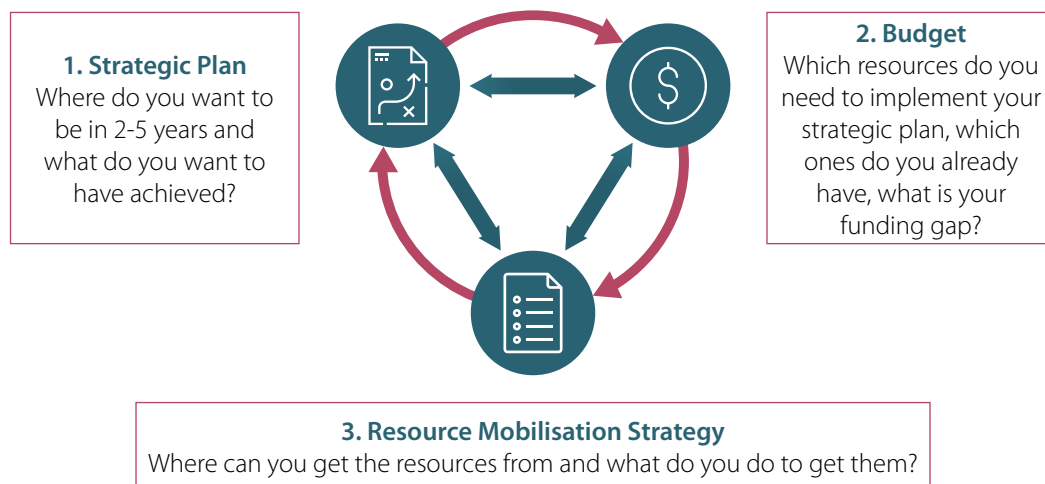 1. Strategic Plan
Where do you want to
be in 2-5 years and
what do you want to
have achieved?
2. Budget
Which resources do you
need to implement your
strategic plan, which
ones do you already
have, what is your
funding gap?
$
3. Resource Mobilisation Strategy
Where can you get the resources from and what do you do to get them?